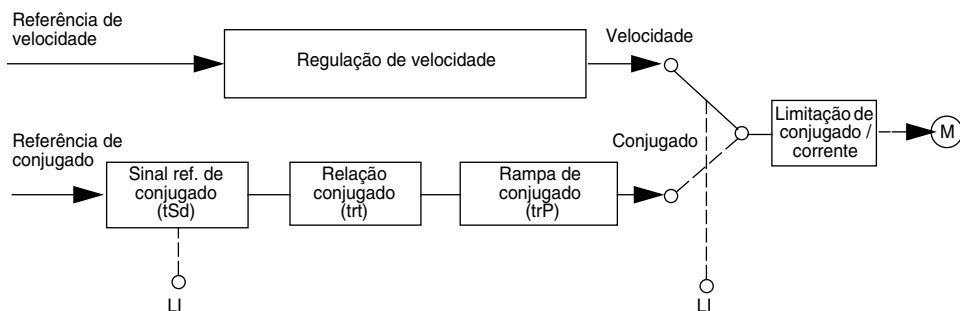 Referência de
velocidade
Regulação de velocidade
Velocidade
Referência de
conjugado
Sinal ref. de
conjugado
(tSd)
Relação
conjugado
(trt)
Rampa de
conjugado
(trP)
Conjugado
Limitação de
conjugado /
corrente
M
LI
LI